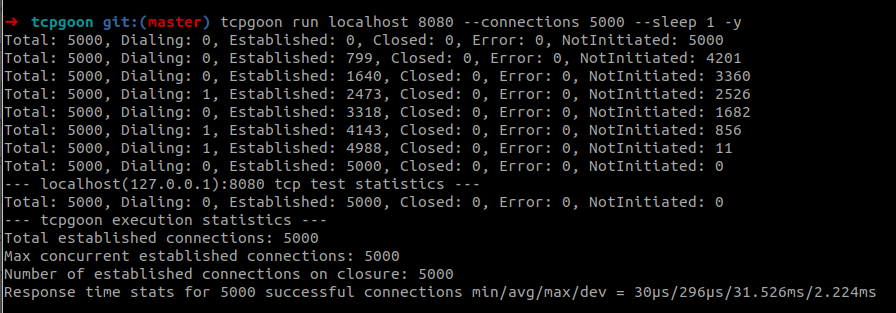 ➜ tcpgoon git:(master) tcpgoon run localhost 8080 --connections 5000 --sleep 1 -y
Total: 5000, Dialing: 0, Established: 0, Closed: 0, Error: 0, NotInitiated: 5000
Total: 5000, Dialing: 0, Established: 799, Closed: 0, Error: 0, NotInitiated: 4201
Total: 5000, Dialing: 0, Established: 1640, Closed: 0, Error: 0, NotInitiated: 3360
Total: 5000, Dialing: 1, Established: 2473, Closed: 0, Error: 0, NotInitiated: 2526
Total: 5000, Dialing: 0, Established: 3318, Closed: 0, Error: 0, NotInitiated: 1682
Total: 5000, Dialing: 1, Established: 4143, Closed: 0, Error: 0, NotInitiated: 856
Total: 5000, Dialing: 1, Established: 4988, Closed: 0, Error: 0, NotInitiated: 11
Total: 5000, Dialing: 0, Established: 5000, Closed: 0, Error: 0, NotInitiated: 0
--- localhost(127.0.0.1):8080 tcp test statistics ---
Total: 5000, Dialing: 0, Established: 5000, Closed: 0, Error: 0, NotInitiated: 0
--- tcpgoon execution statistics ---
Total established connections: 5000
Max concurrent established connections: 5000
Number of established connections on closure: 5000
Response time stats for 5000 successful connections min/avg/max/dev = 30µs/296µs/31.526ms/2.224ms